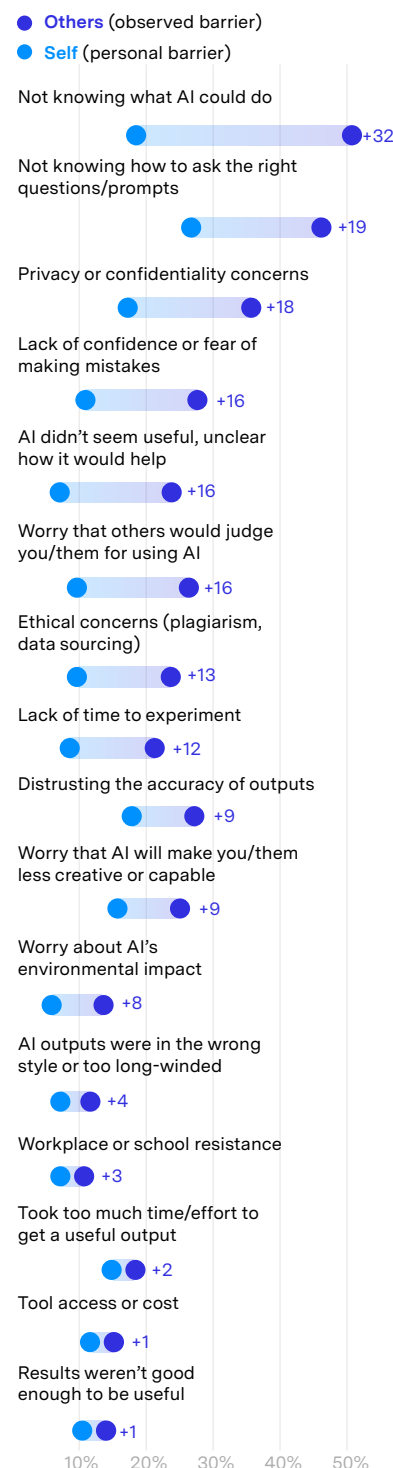 Others (observed barrier)
Self (personal barrier)
Not knowing what AI could do
+32
Not knowing how to ask the right
questions/prompts
+19
Privacy or confidentiality concerns
+18
Lack of confidence or fear of
making mistakes
+16
AI didn’t seem useful, unclear
how it would help
+16
Worry that others would judge
you/them for using AI
+16
Ethical concerns (plagiarism,
data sourcing)
+13
Lack of time to experiment
+12
Distrusting the accuracy of outputs
+9
Worry that AI will make you/them
less creative or capable
+9
Worry about AI’s
environmental impact
+8
AI outputs were in the wrong
style or too long-winded
+4
Workplace or school resistance
+3
Took too much time/effort to
get a useful output
+2
Tool access or cost
+1
Results weren’t good
enough to be useful
+1
10% 20% 30% 40% 50%